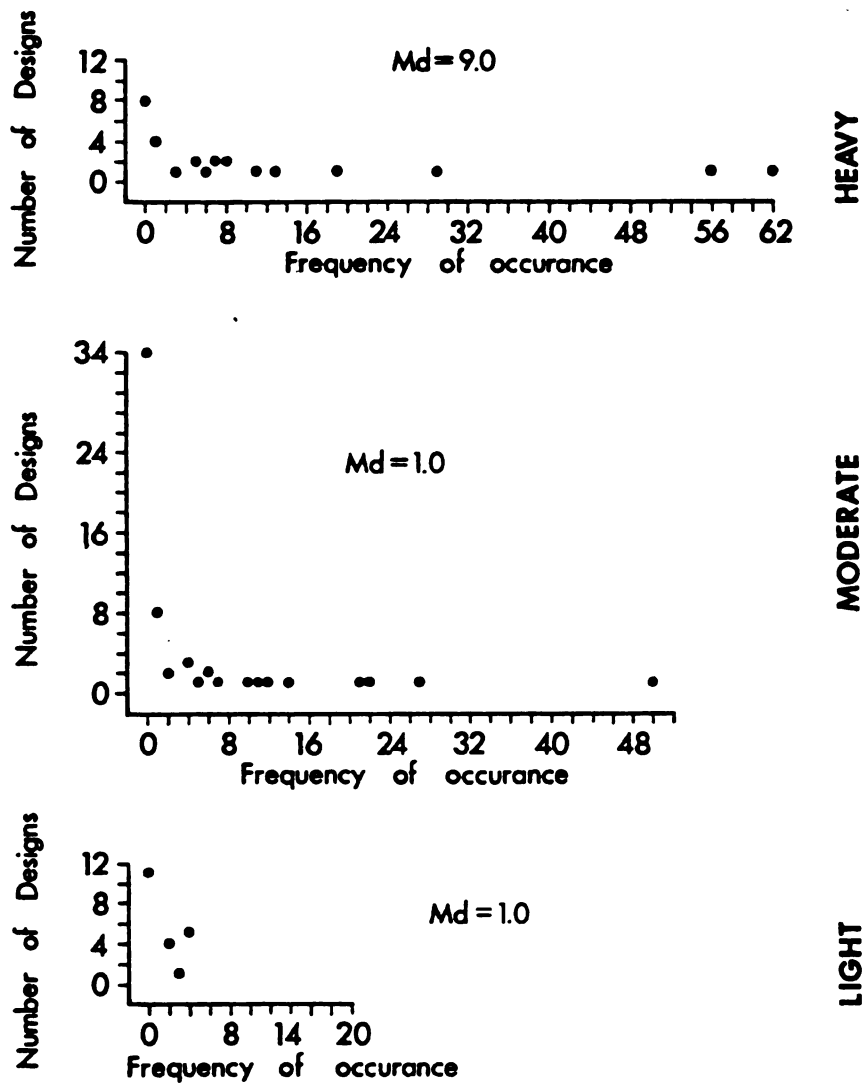 Number of Designs
Md=9.0
12
8
4
0
0 8 16 24 32 40 48 56 62
Frequency of occurance
HEAVY
Number of Designs
Md=1.0
34
24
16
8
0
0 8 16 24 32 40 48
Frequency of occurance
MODERATE
Number of Designs
Md=1.0
12
8
4
0
0 8 14 20
Frequency of occurance
LIGHT